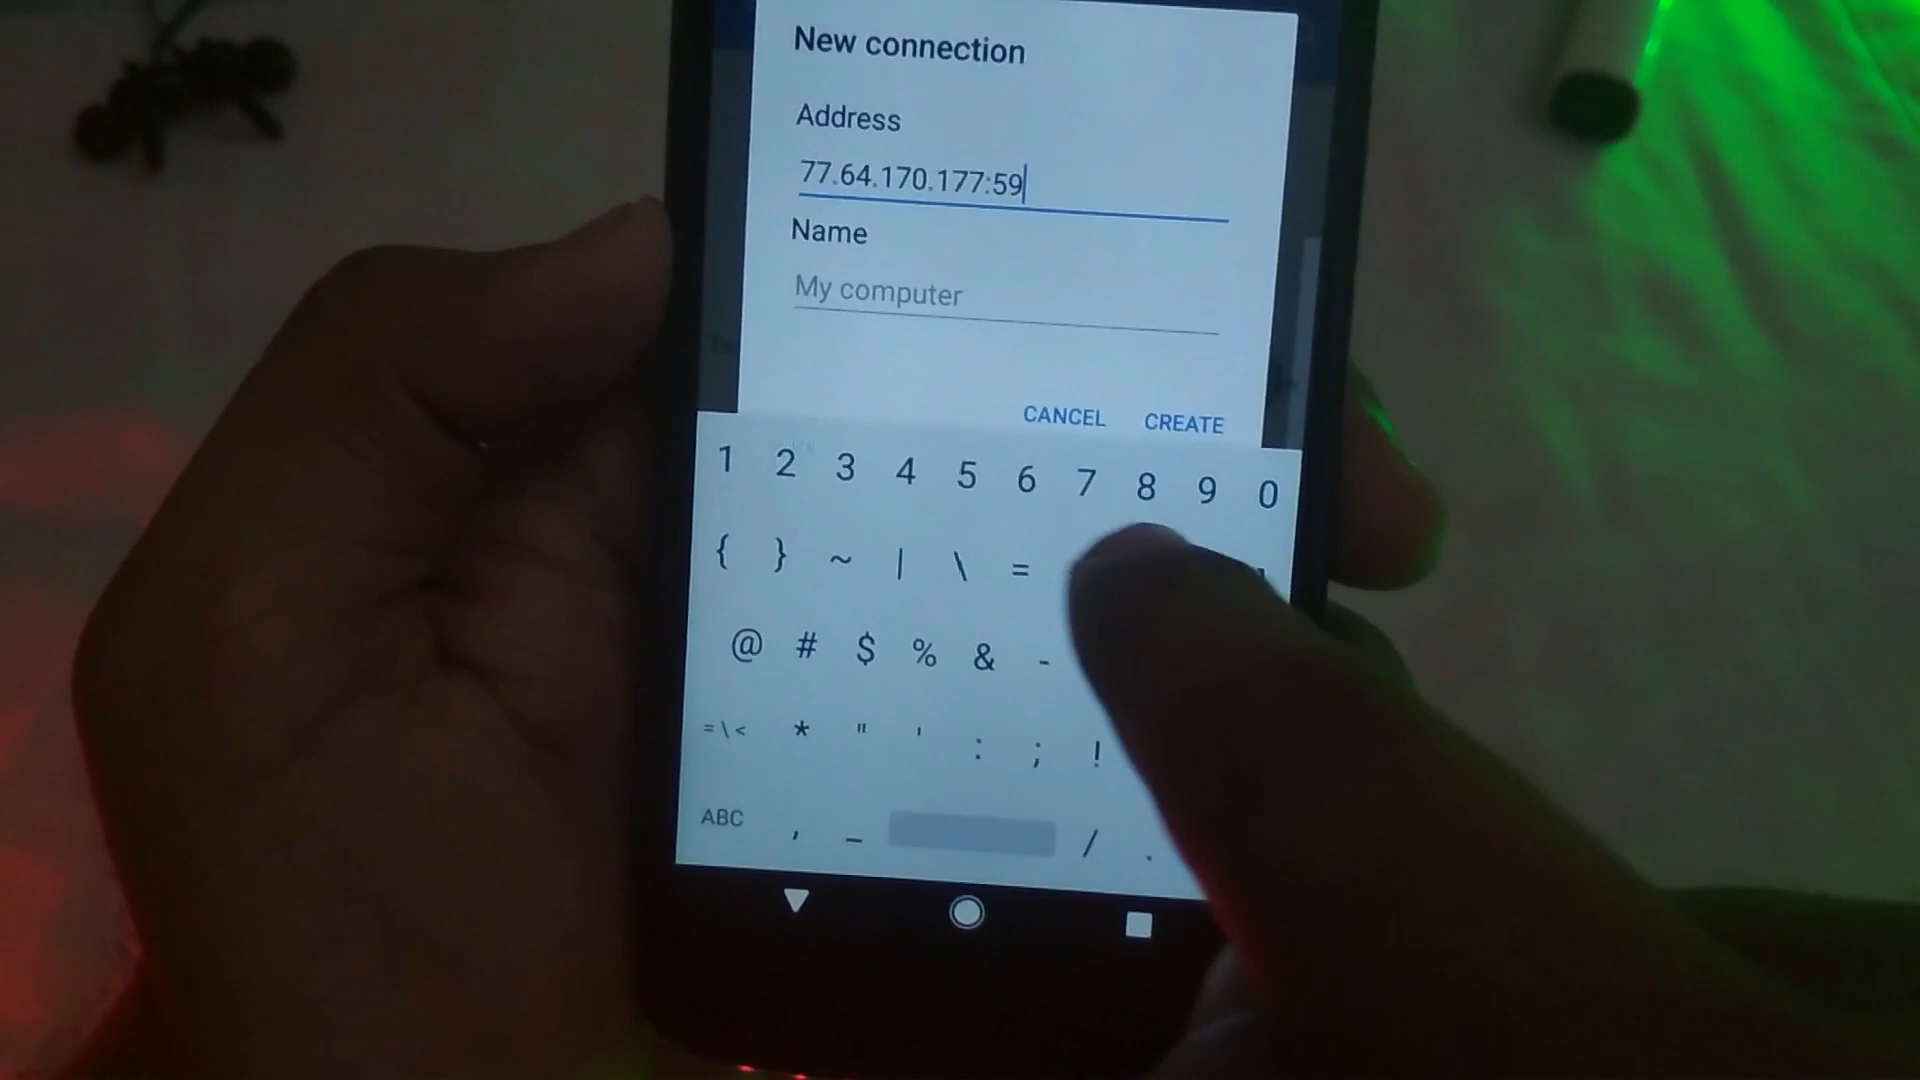 New connection
Address
77.64.170.177:59
Name
My computer
CANCEL CREATE
1 2 3 4 5 6 7 8 9 0
{ } ~ | \ =
@ # $ % & -
=\< * " ' : ; !
ABC , _ / .